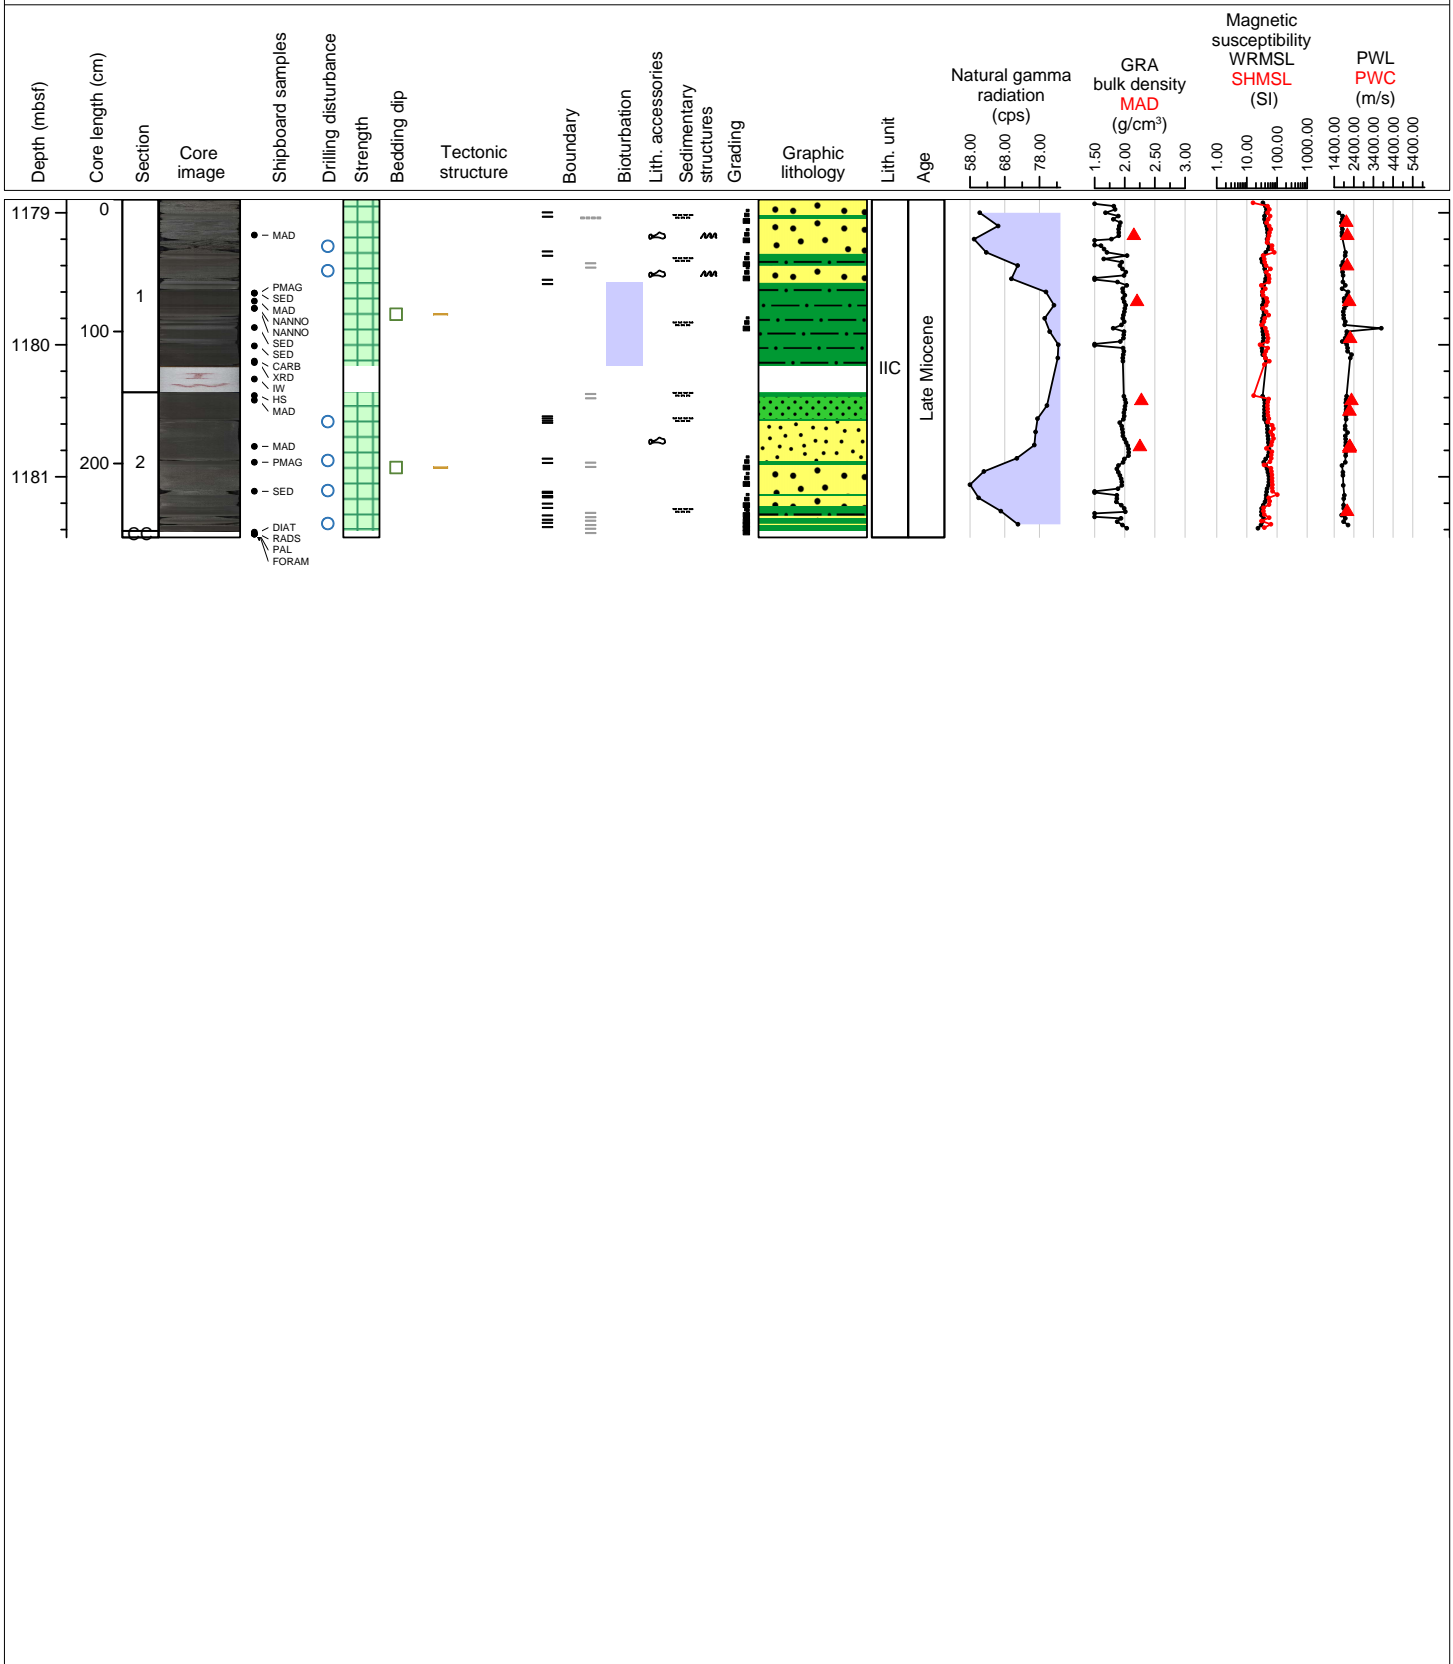 Depth (mbsf)
Core length (cm)
Section
Core
image
Shipboard samples
Drilling disturbance
Strength
Bedding dip
Tectonic
structure
Boundary
Bioturbation
Lith. accessories
Sedimentary
structures
Grading
Graphic
lithology
Lith. unit
Age
Natural gamma
radiation
(cps)
58.00
68.00
78.00
GRA
bulk density
MAD
(g/cm³)
1.50
2.00
2.50
3.00
Magnetic
susceptibility
WRMSL
SHMSL
(SI)
1.00
10.00
100.00
1000.00
PWL
PWC
(m/s)
1400.00
2400.00
3400.00
4400.00
5400.00
1179
1180
1181
0
100
200
1
2
CC
MAD
PMAG
SED
MAD
NANNO
NANNO
SED
SED
CARB
XRD
IW
HS
MAD
MAD
PMAG
SED
DIAT
RADS
PAL
FORAM
IIC
Late Miocene